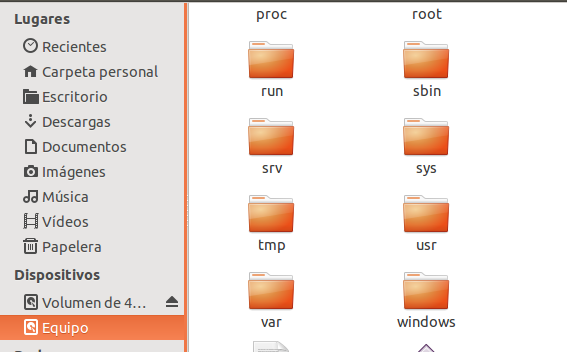 Lugares
Recientes
Carpeta personal
Escritorio
Descargas
Documentos
Imágenes
Música
Vídeos
Papelera
Dispositivos
Volumen de 4…
Equipo
proc root
run sbin
srv sys
tmp usr
var windows